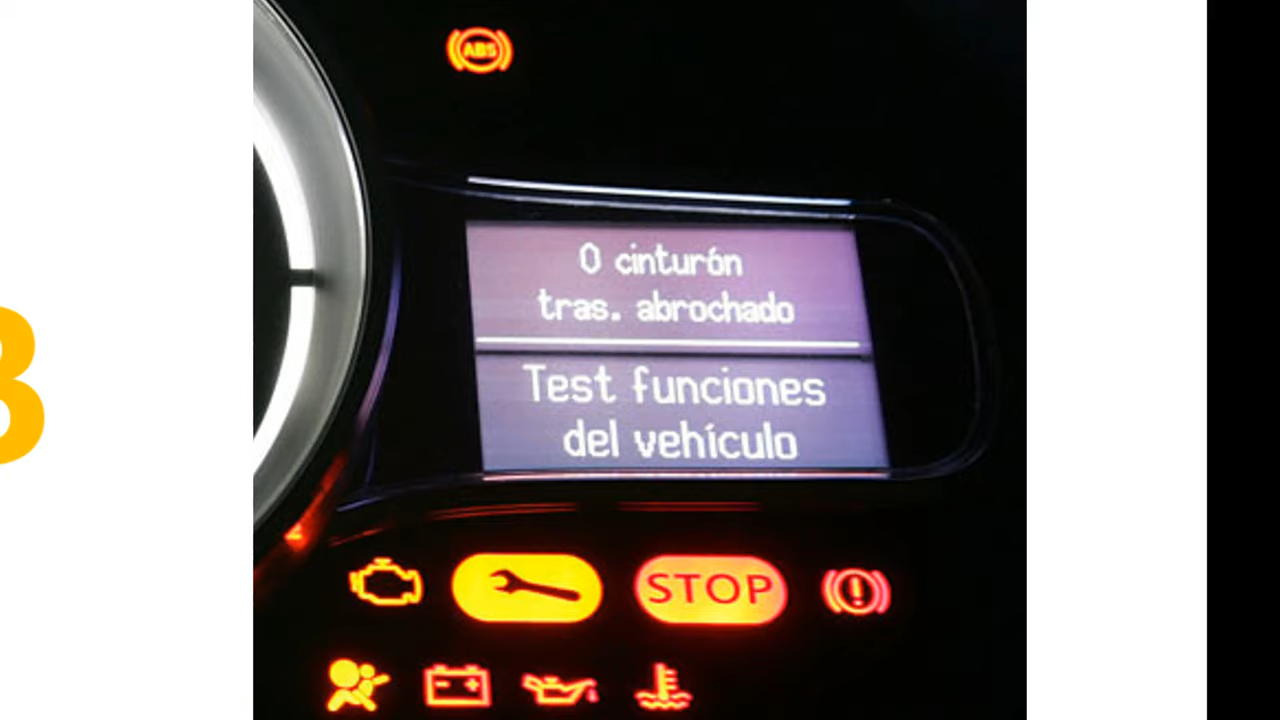 ABS
0 cinturón
tras. abrochado
Test funciones
del vehículo
STOP